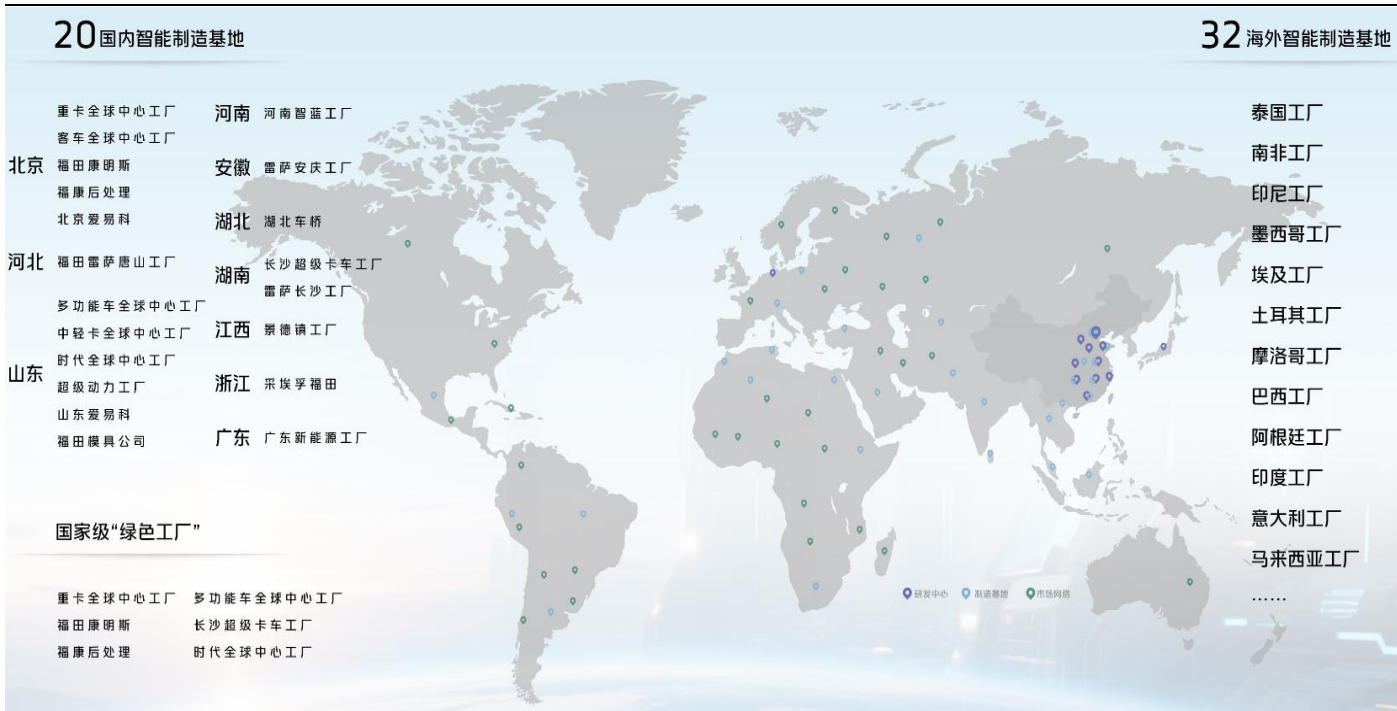 20国内智能制造基地
北京
重卡全球中心工厂
客车全球中心工厂
福田康明斯
福康后处理
北京爱易科
河北
福田雷萨唐山工厂
山东
多功能车全球中心工厂
中轻卡全球中心工厂
时代全球中心工厂
超级动力工厂
山东爱易科
福田模具公司
河南 河南智蓝工厂
安徽 雷萨安庆工厂
湖北 湖北车桥
湖南
长沙超级卡车工厂
雷萨长沙工厂
江西 景德镇工厂
浙江 采埃孚福田
广东 广东新能源工厂
国家级“绿色工厂”
重卡全球中心工厂 多功能车全球中心工厂
福田康明斯 长沙超级卡车工厂
福康后处理 时代全球中心工厂
研发中心 制造基地 市场网络
32海外智能制造基地
泰国工厂
南非工厂
印尼工厂
墨西哥工厂
埃及工厂
土耳其工厂
摩洛哥工厂
巴西工厂
阿根廷工厂
印度工厂
意大利工厂
马来西亚工厂
……